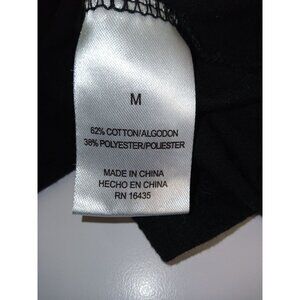 M
62% COTTON/ALGODON
38% POLYESTER/POLIESTER
MADE IN CHINA
HECHO EN CHINA
RN 16435